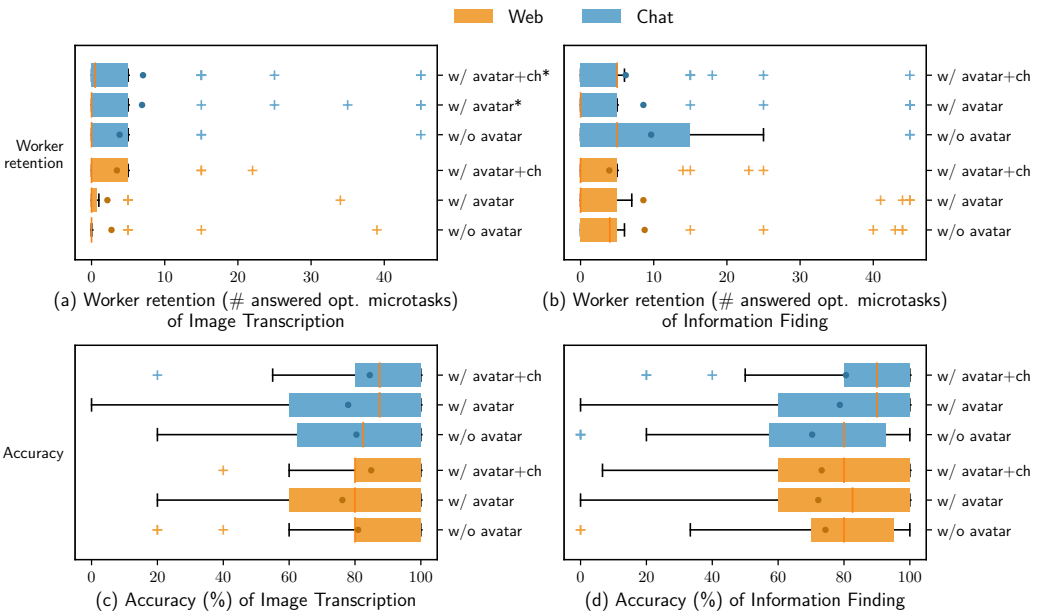 Web Chat
Worker
retention
w/ avatar+ch*
w/ avatar*
w/o avatar
w/ avatar+ch
w/ avatar
w/o avatar
0 10 20 30 40
(a) Worker retention (# answered opt. microtasks)
of Image Transcription
w/ avatar+ch
w/ avatar
w/o avatar
w/ avatar+ch
w/ avatar
w/o avatar
0 10 20 30 40
(b) Worker retention (# answered opt. microtasks)
of Information Fiding
Accuracy
w/ avatar+ch
w/ avatar
w/o avatar
w/ avatar+ch
w/ avatar
w/o avatar
0 20 40 60 80 100
(c) Accuracy (%) of Image Transcription
w/ avatar+ch
w/ avatar
w/o avatar
w/ avatar+ch
w/ avatar
w/o avatar
0 20 40 60 80 100
(d) Accuracy (%) of Information Finding